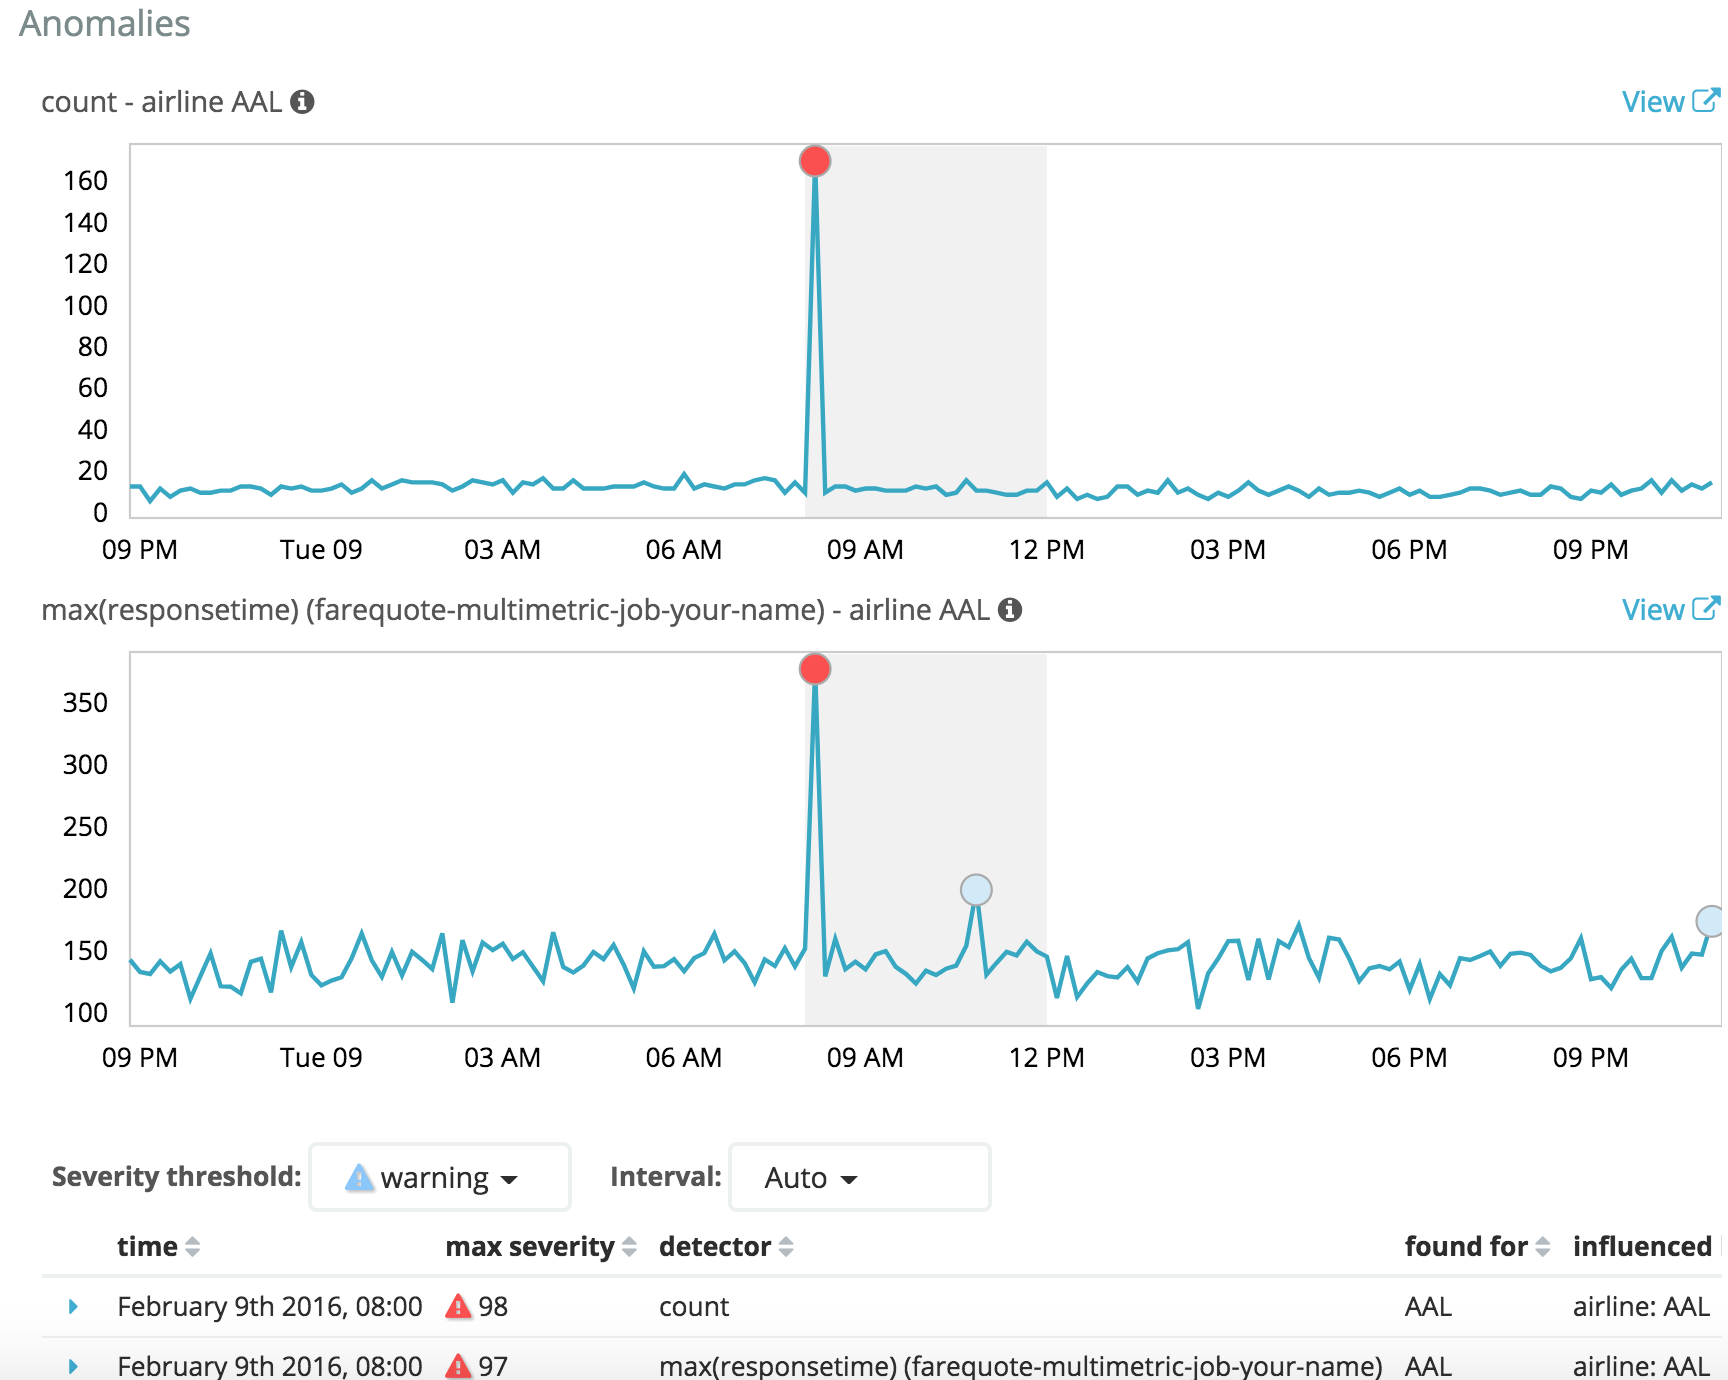 Anomalies
count - airline AAL View
160
140
120
100
80
60
40
20
0
09 PM Tue 09 03 AM 06 AM 09 AM 12 PM 03 PM 06 PM 09 PM
max(responsetime) (farequote-multimetric-job-your-name) - airline AAL View
350
300
250
200
150
100
09 PM Tue 09 03 AM 06 AM 09 AM 12 PM 03 PM 06 PM 09 PM
Severity threshold: warning Interval: Auto
time max severity detector found for influenced
February 9th 2016, 08:00 98 count AAL airline: AAL
February 9th 2016, 08:00 97 max(responsetime) (farequote-multimetric-job-your-name) AAL airline: AAL